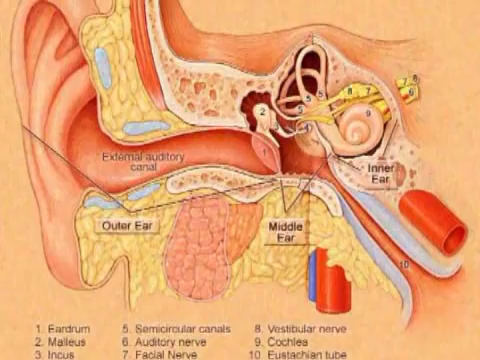 External auditory
canal
Inner
Ear
Outer Ear
Middle
Ear
10
1. Eardrum
2. Malleus
3. Incus
5. Semicircular canals
6. Auditory nerve
7. Facial Nerve
8. Vestibular nerve
9. Cochlea
10. Eustachian tube